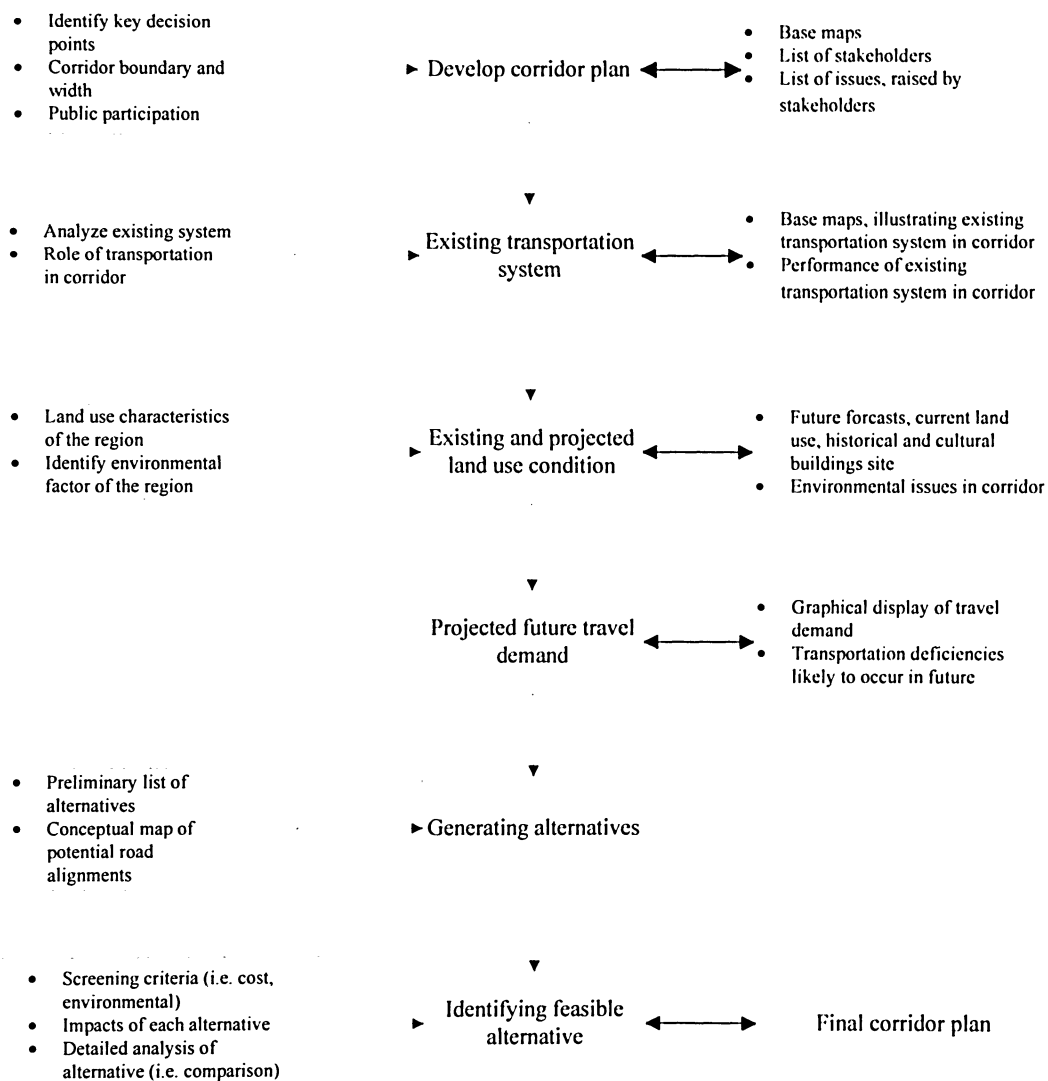 • Identify key decision
points
• Corridor boundary and
width
• Public participation
Develop corridor plan
• Base maps
• List of stakeholders
• List of issues, raised by
stakeholders
• Analyze existing system
• Role of transportation
in corridor
Existing transportation
system
• Base maps, illustrating existing
transportation system in corridor
• Performance of existing
transportation system in corridor
• Land use characteristics
of the region
• Identify environmental
factor of the region
Existing and projected
land use condition
• Future forcasts, current land
use, historical and cultural
buildings site
• Environmental issues in corridor
Projected future travel
demand
• Graphical display of travel
demand
• Transportation deficiencies
likely to occur in future
• Preliminary list of
alternatives
• Conceptual map of
potential road
alignments
Generating alternatives
• Screening criteria (i.e. cost,
environmental)
• Impacts of each alternative
• Detailed analysis of
alternative (i.e. comparison)
Identifying feasible
alternative
Final corridor plan